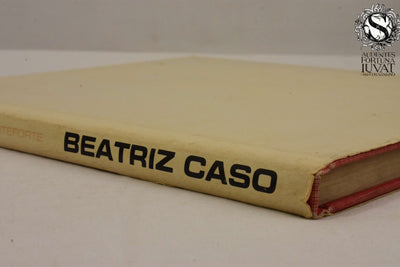 BEATRIZ CASO
AUDENTES
FORTUNA
IUVAT